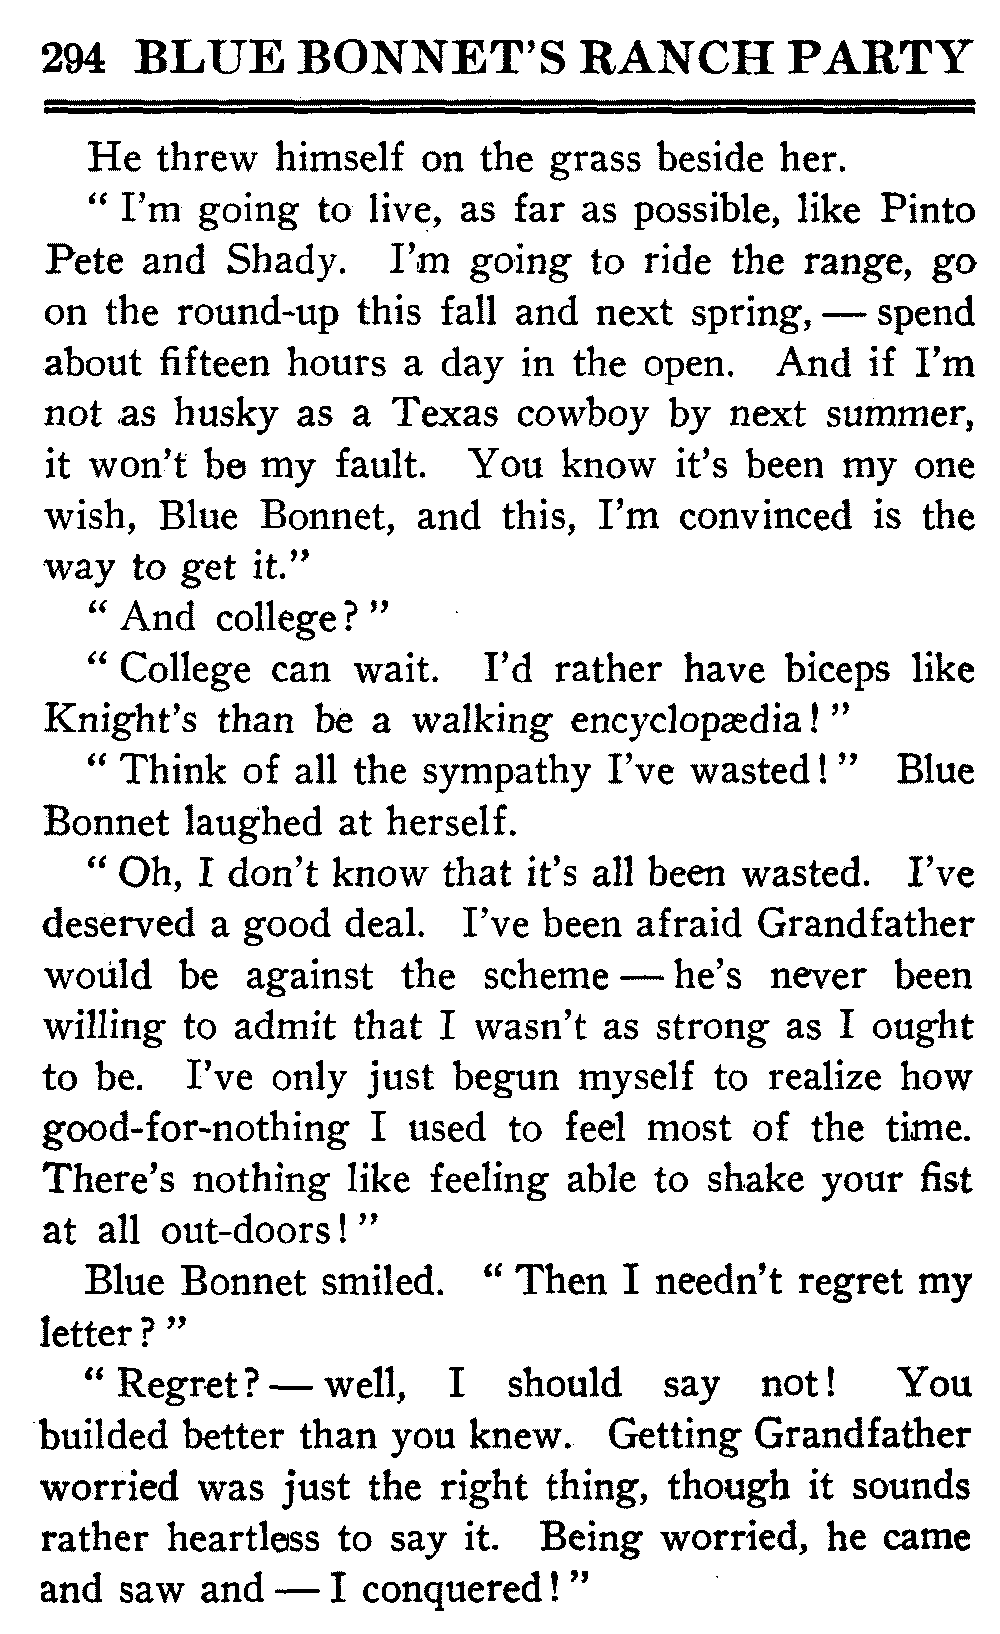 294 BLUE BONNET'S RANCH PARTY
He threw himself on the grass beside her.
" I'm going to live, as far as possible, like Pinto
Pete and Shady. I'm going to ride the range, go
on the round-up this fall and next spring, — spend
about fifteen hours a day in the open. And if I'm
not as husky as a Texas cowboy by next summer,
it won't be my fault. You know it's been my one
wish, Blue Bonnet, and this, I'm convinced is the
way to get it."
" And college? "
" College can wait. I'd rather have biceps like
Knight's than be a walking encyclopædia! "
" Think of all the sympathy I've wasted! " Blue
Bonnet laughed at herself.
" Oh, I don't know that it's all been wasted. I've
deserved a good deal. I've been afraid Grandfather
would be against the scheme — he's never been
willing to admit that I wasn't as strong as I ought
to be. I've only just begun myself to realize how
good-for-nothing I used to feel most of the time.
There's nothing like feeling able to shake your fist
at all out-doors! "
Blue Bonnet smiled. " Then I needn't regret my
letter? "
" Regret? — well, I should say not! You
builded better than you knew. Getting Grandfather
worried was just the right thing, though it sounds
rather heartless to say it. Being worried, he came
and saw and — I conquered! "